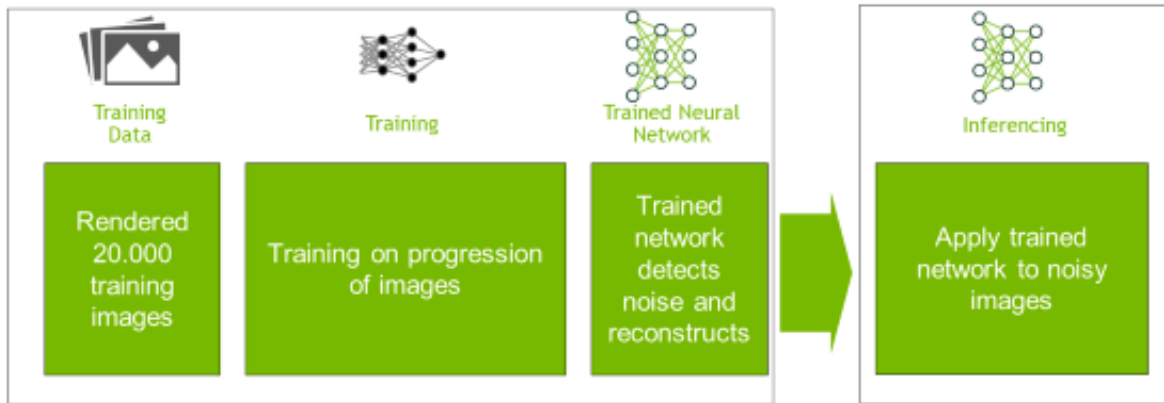 Training
Data
Training
Trained Neural
Network
Inferencing
Rendered
20.000
training
images
Training on progression
of images
Trained
network
detects
noise and
reconstructs
Apply trained
network to noisy
images